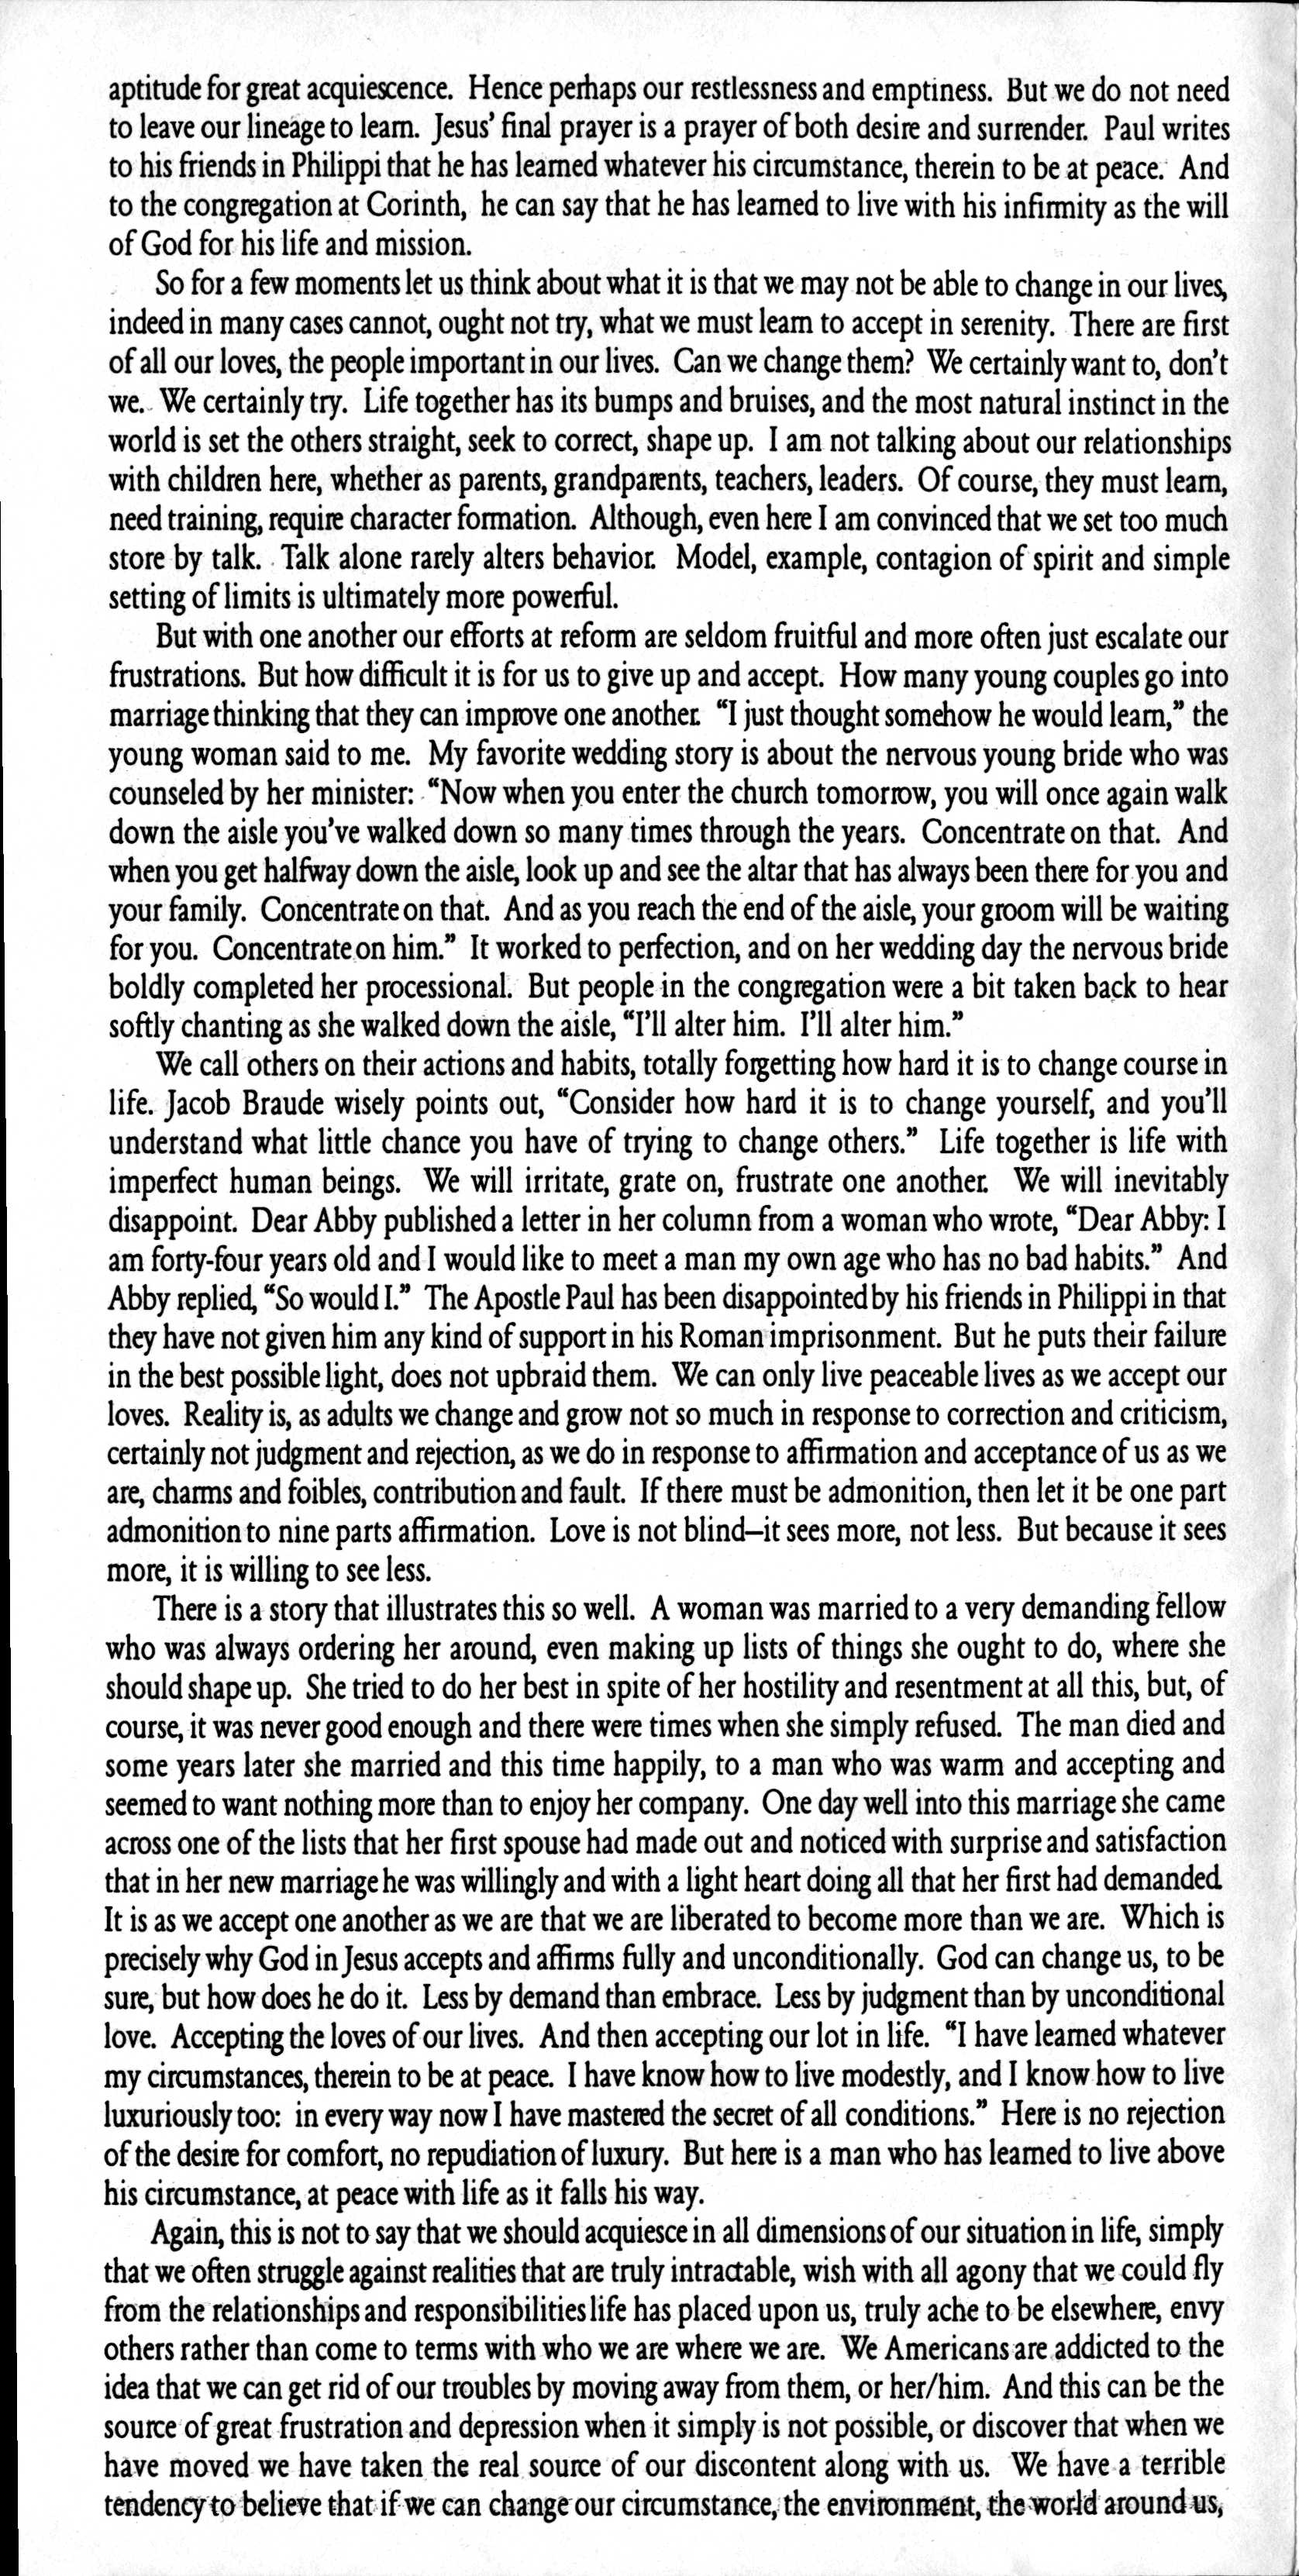 aptitude for great acquiescence. Hence perhaps our restlessness and emptiness. But we do not need
to leave our lineage to learn. Jesus' final prayer is a prayer of both desire and surrender. Paul writes
to his friends in Philippi that he has learned whatever his circumstance, therein to be at peace. And
to the congregation at Corinth, he can say that he has learned to live with his infirmity as the will
of God for his life and mission.
So for a few moments let us think about what it is that we may not be able to change in our lives,
indeed in many cases cannot, ought not try, what we must learn to accept in serenity. There are first
of all our loves, the people important in our lives. Can we change them? We certainly want to, don't
we. We certainly try. Life together has its bumps and bruises, and the most natural instinct in the
world is set the others straight, seek to correct, shape up. I am not talking about our relationships
with children here, whether as parents, grandparents, teachers, leaders. Of course, they must learn,
need training, require character formation. Although, even here I am convinced that we set too much
store by talk. Talk alone rarely alters behavior. Model, example, contagion of spirit and simple
setting of limits is ultimately more powerful.
But with one another our efforts at reform are seldom fruitful and more often just escalate our
frustrations. But how difficult it is for us to give up and accept. How many young couples go into
marriage thinking that they can improve one another. "I just thought somehow he would learn," the
young woman said to me. My favorite wedding story is about the nervous young bride who was
counseled by her minister: "Now when you enter the church tomorrow, you will once again walk
down the aisle you've walked down so many times through the years. Concentrate on that. And
when you get halfway down the aisle, look up and see the altar that has always been there for you and
your family. Concentrate on that. And as you reach the end of the aisle, your groom will be waiting
for you. Concentrate on him." It worked to perfection, and on her wedding day the nervous bride
boldly completed her processional. But people in the congregation were a bit taken back to hear
softly chanting as she walked down the aisle, "I'll alter him. I'll alter him."
We call others on their actions and habits, totally forgetting how hard it is to change course in
life. Jacob Braude wisely points out, "Consider how hard it is to change yourself, and you'll
understand what little chance you have of trying to change others." Life together is life with
imperfect human beings. We will irritate, grate on, frustrate one another. We will inevitably
disappoint. Dear Abby published a letter in her column from a woman who wrote, "Dear Abby: I
am forty-four years old and I would like to meet a man my own age who has no bad habits." And
Abby replied, "So would I." The Apostle Paul has been disappointed by his friends in Philippi in that
they have not given him any kind of support in his Roman imprisonment. But he puts their failure
in the best possible light, does not upbraid them. We can only live peaceable lives as we accept our
loves. Reality is, as adults we change and grow not so much in response to correction and criticism,
certainly not judgment and rejection, as we do in response to affirmation and acceptance of us as we
are, charms and foibles, contribution and fault. If there must be admonition, then let it be one part
admonition to nine parts affirmation. Love is not blind–it sees more, not less. But because it sees
more, it is willing to see less.
There is a story that illustrates this so well. A woman was married to a very demanding fellow
who was always ordering her around, even making up lists of things she ought to do, where she
should shape up. She tried to do her best in spite of her hostility and resentment at all this, but, of
course, it was never good enough and there were times when she simply refused. The man died and
some years later she married and this time happily, to a man who was warm and accepting and
seemed to want nothing more than to enjoy her company. One day well into this marriage she came
across one of the lists that her first spouse had made out and noticed with surprise and satisfaction
that in her new marriage he was willingly and with a light heart doing all that her first had demanded.
It is as we accept one another as we are that we are liberated to become more than we are. Which is
precisely why God in Jesus accepts and affirms fully and unconditionally. God can change us, to be
sure, but how does he do it. Less by demand than embrace. Less by judgment than by unconditional
love. Accepting the loves of our lives. And then accepting our lot in life. "I have learned whatever
my circumstances, therein to be at peace. I have know how to live modestly, and I know how to live
luxuriously too: in every way now I have mastered the secret of all conditions." Here is no rejection
of the desire for comfort, no repudiation of luxury. But here is a man who has learned to live above
his circumstance, at peace with life as it falls his way.
Again, this is not to say that we should acquiesce in all dimensions of our situation in life, simply
that we often struggle against realities that are truly intractable, wish with all agony that we could fly
from the relationships and responsibilities life has placed upon us, truly ache to be elsewhere, envy
others rather than come to terms with who we are where we are. We Americans are addicted to the
idea that we can get rid of our troubles by moving away from them, or her/him. And this can be the
source of great frustration and depression when it simply is not possible, or discover that when we
have moved we have taken the real source of our discontent along with us. We have a terrible
tendency to believe that if we can change our circumstance, the environment, the world around us,